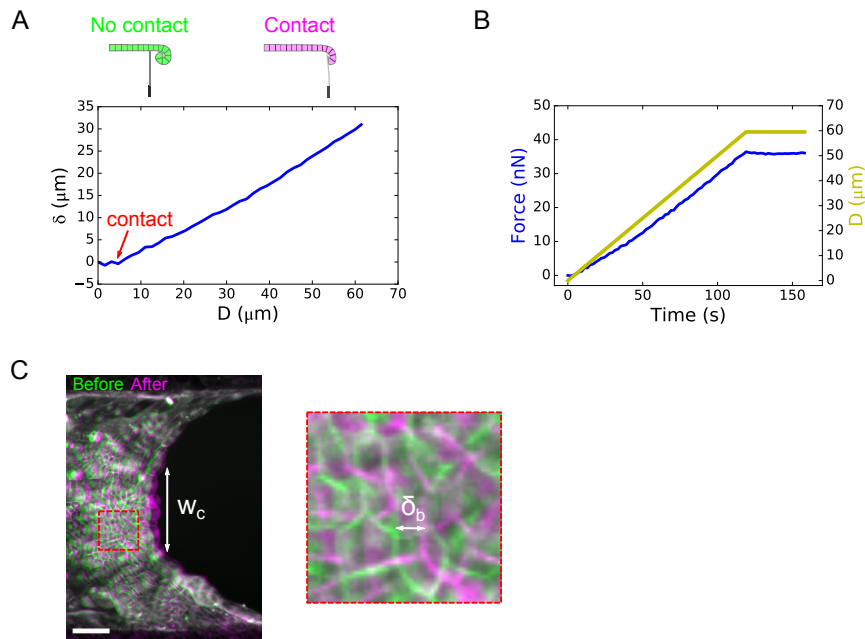 A
No contact
Contact
35
30
25
20
15
10
5
0
−5
δ (μm)
contact
0 10 20 30 40 50 60 70
D (μm)
B
50
40
30
20
10
0
Force (nN)
70
60
50
40
30
20
10
0
D (μm)
0 50 100 150
Time (s)
C
Before After
w_c
δ_b